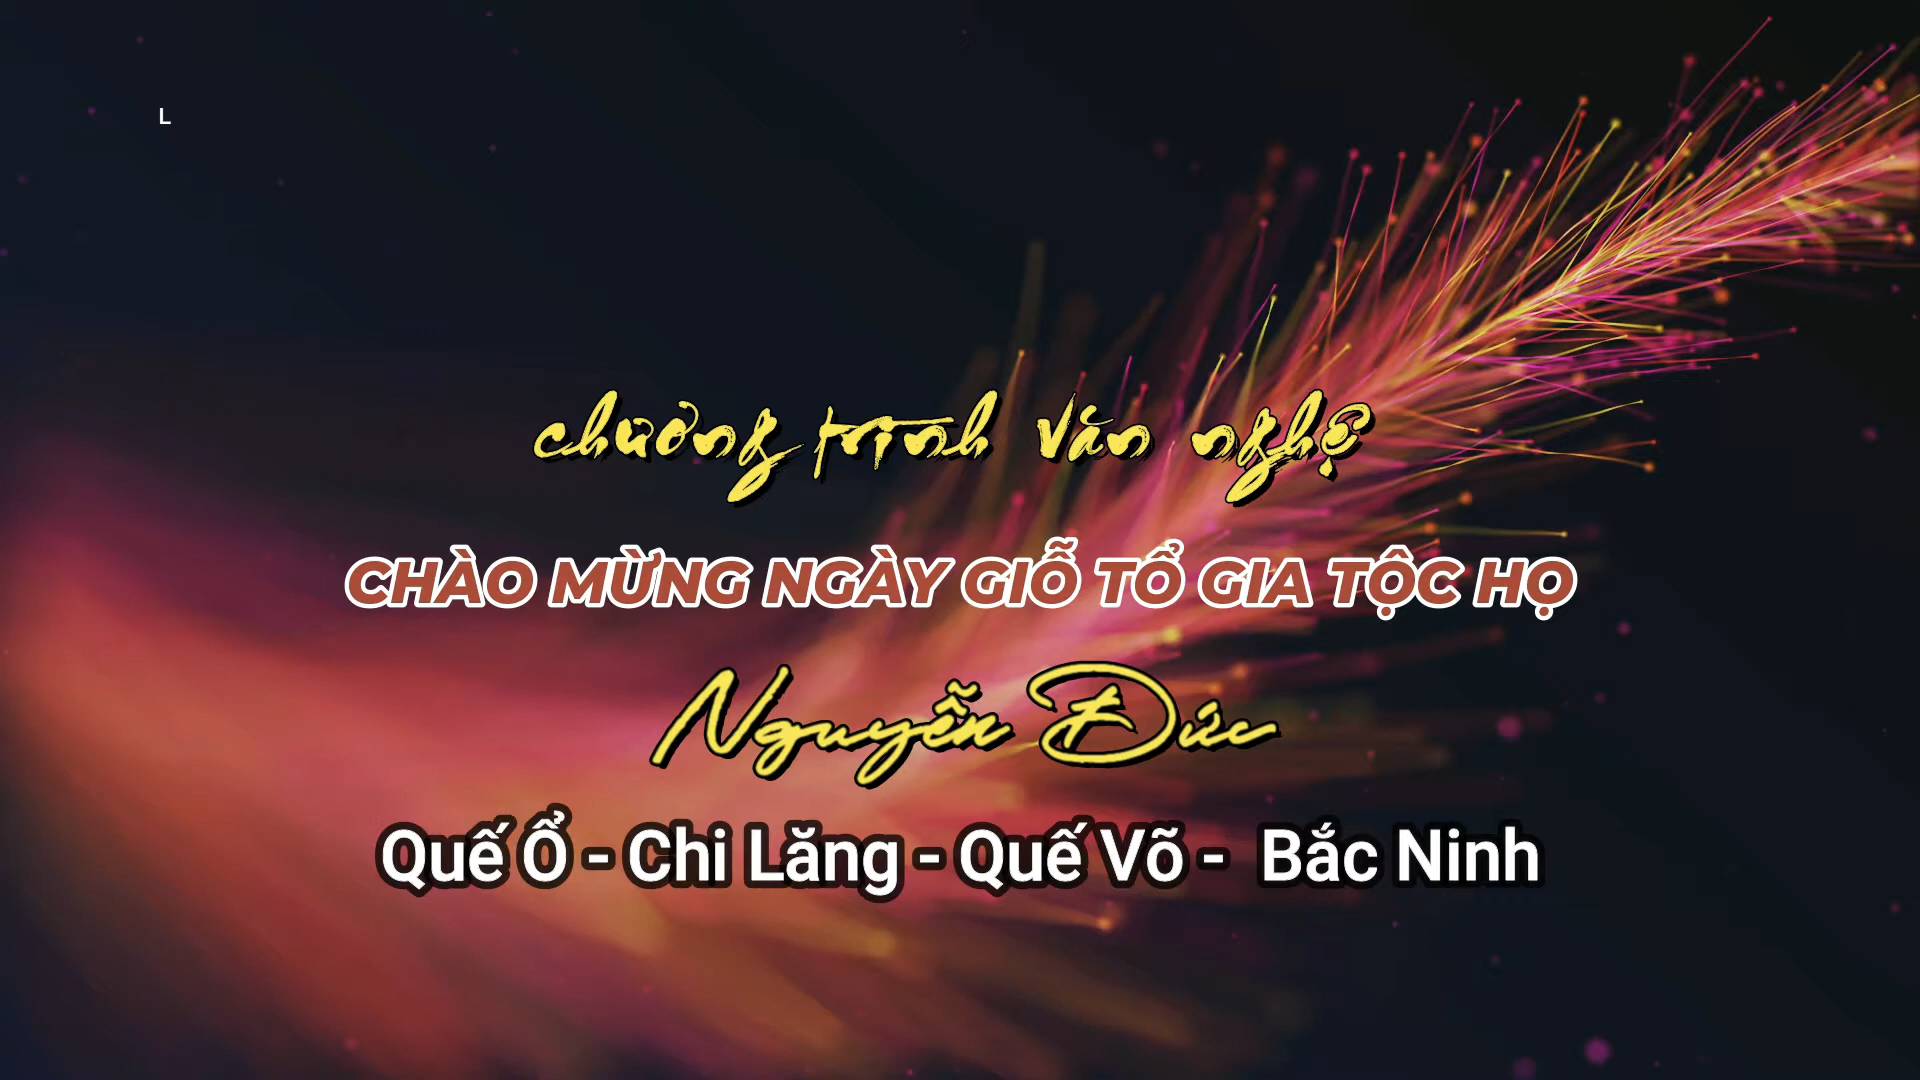 L
chương trình văn nghệ
CHÀO MỪNG NGÀY GIỖ TỔ GIA TỘC HỌ
Nguyễn Đức
Quế Ổ - Chi Lăng - Quế Võ - Bắc Ninh